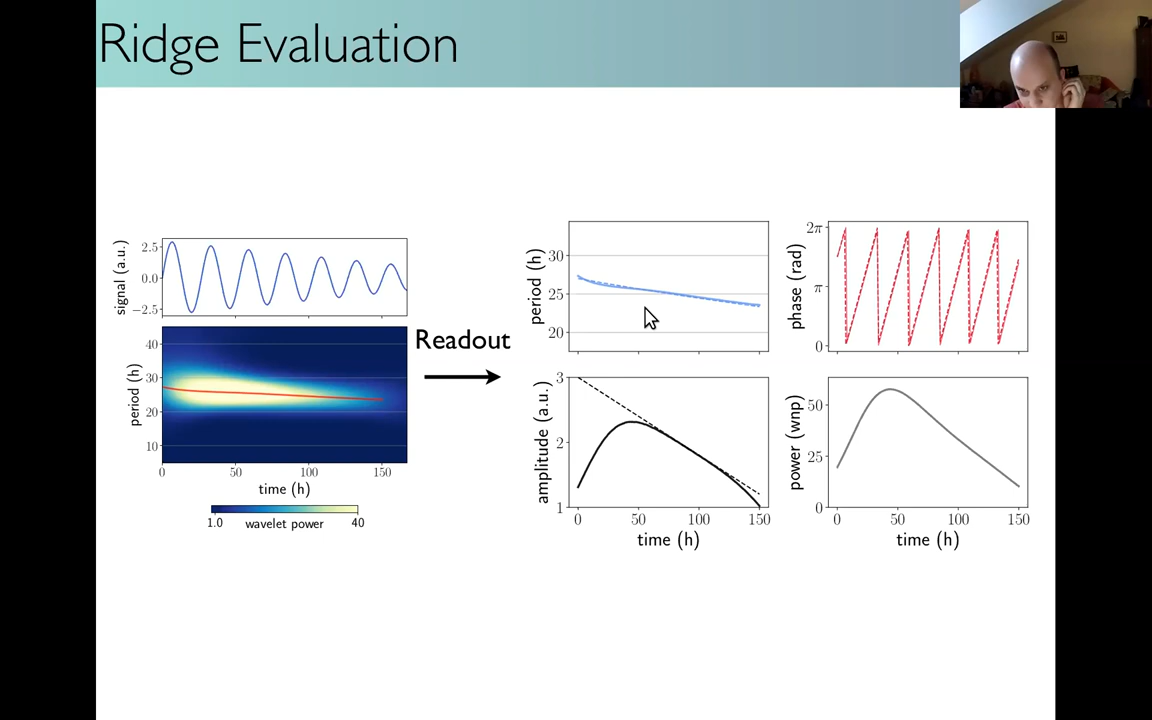 Ridge Evaluation
signal (a.u.)
2.5
0.0
−2.5
period (h)
40
30
20
10
0 50 100 150
time (h)
1.0 wavelet power 40
Readout
period (h)
30
25
20
phase (rad)
2π
π
0
amplitude (a.u.)
3
2
1
0 50 100 150
time (h)
power (wnp)
50
25
0
0 50 100 150
time (h)